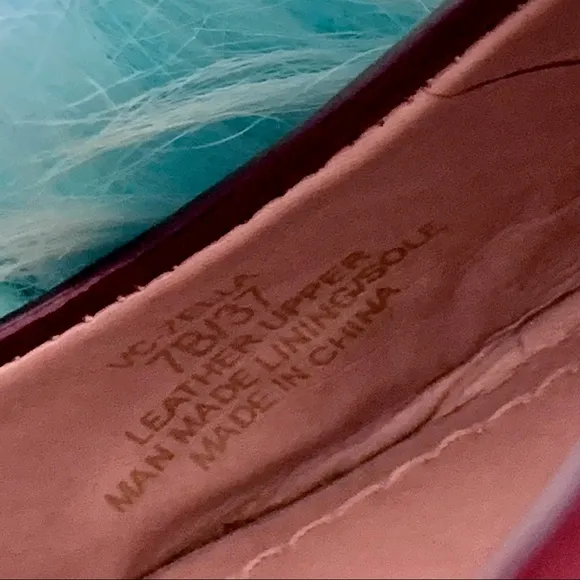 VC-ZELLA
7B/37
LEATHER UPPER
MAN MADE LINING/SOLE
MADE IN CHINA